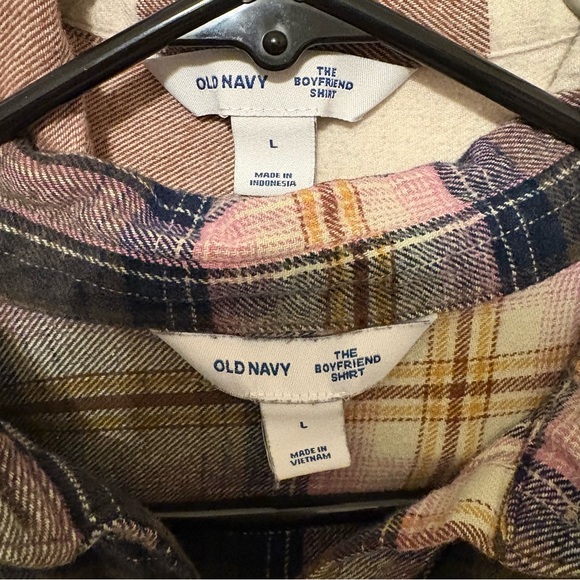 OLD NAVY
THE
BOYFRIEND
SHIRT
L
MADE IN
INDONESIA
OLD NAVY
THE
BOYFRIEND
SHIRT
L
MADE IN
VIETNAM